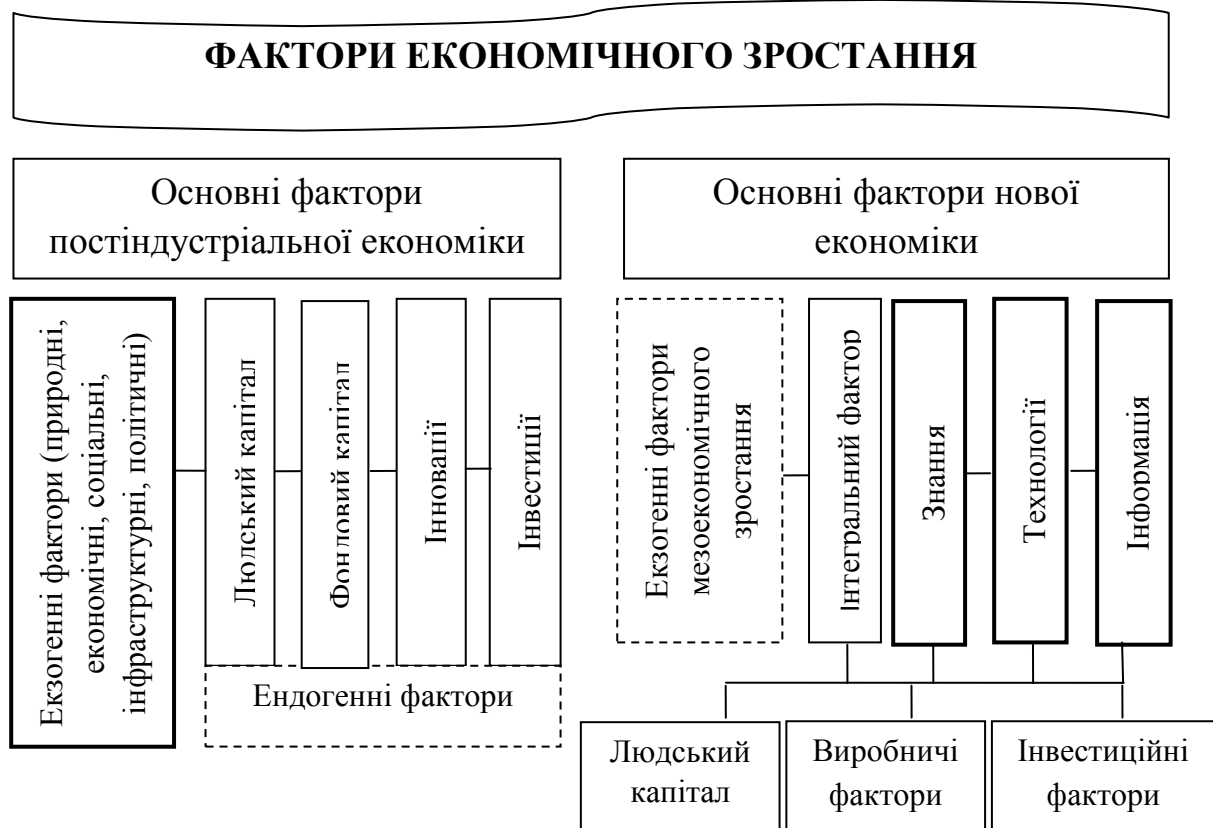 ФАКТОРИ ЕКОНОМІЧНОГО ЗРОСТАННЯ
Основні фактори
постіндустріальної економіки
Основні фактори нової
економіки
Екзогенні фактори (природні,
економічні, соціальні,
інфраструктурні, політичні)
Людський капітал
Фондовий капітал
Інновації
Інвестиції
Ендогенні фактори
Екзогенні фактори
мезоекономічного
зростання
Інтегральний фактор
Знання
Технології
Інформація
Людський
капітал
Виробничі
фактори
Інвестиційні
фактори